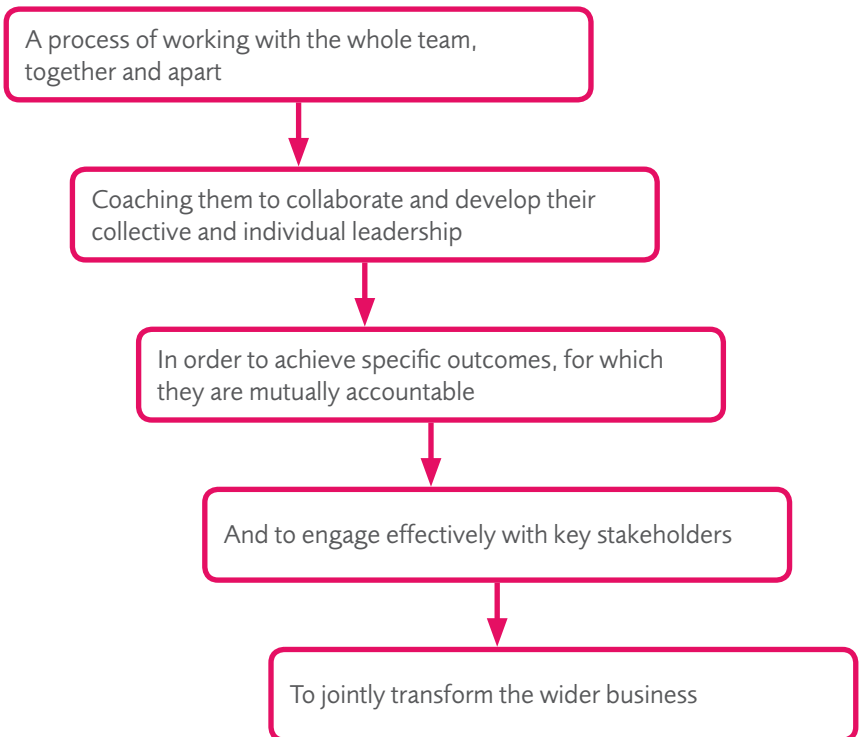 A process of working with the whole team,
together and apart
Coaching them to collaborate and develop their
collective and individual leadership
In order to achieve specific outcomes, for which
they are mutually accountable
And to engage effectively with key stakeholders
To jointly transform the wider business